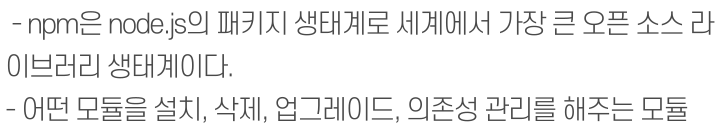 - npm은 node.js의 패키지 생태계로 세계에서 가장 큰 오픈 소스 라
이브러리 생태계이다.
- 어떤 모듈을 설치, 삭제, 업그레이드, 의존성 관리를 해주는 모듈